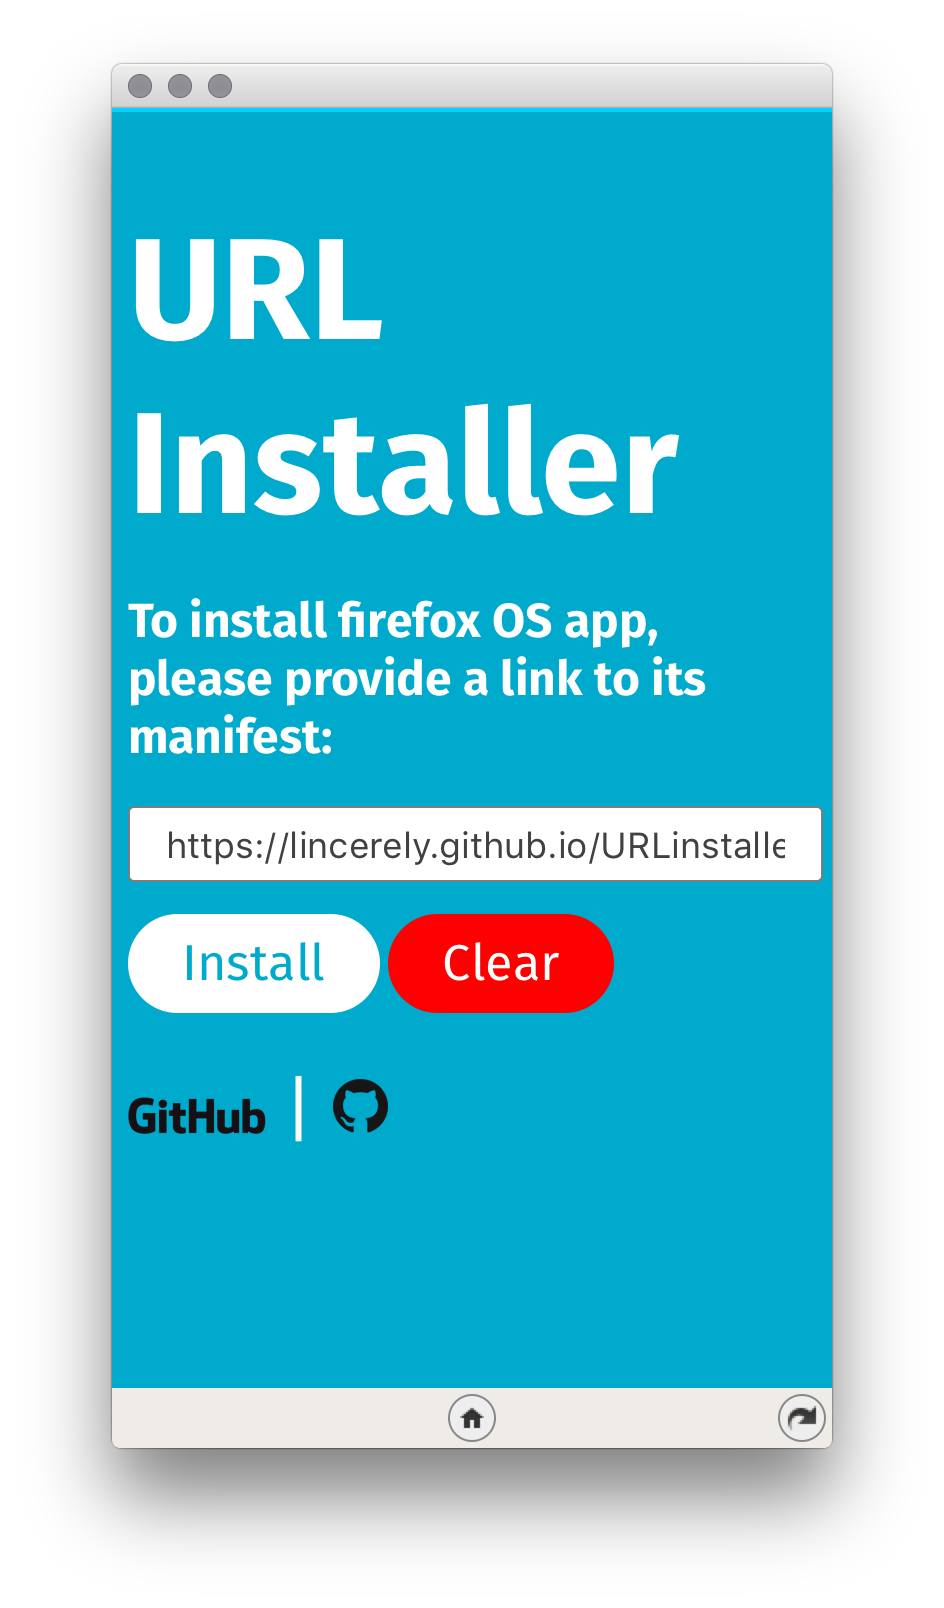 URL
Installer
To install firefox OS app,
please provide a link to its
manifest:
https://lincerely.github.io/URLinstalle
Install Clear
GitHub